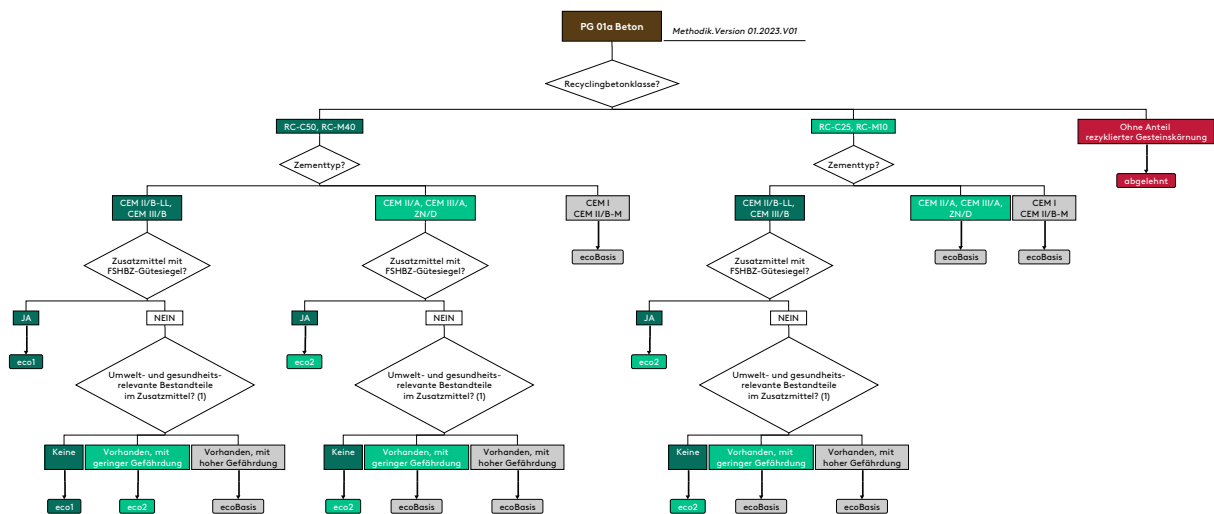 PG 01a Beton
Methodik.Version 01.2023.V01
Recyclingbetonklasse?
RC-C50, RC-M40
RC-C25, RC-M10
Ohne Anteil
rezyklierter Gesteinskörnung
Zementtyp?
Zementtyp?
abgelehnt
CEM II/B-LL,
CEM III/B
CEM II/A, CEM III/A,
ZN/D
CEM I
CEM II/B-M
CEM II/B-LL,
CEM III/B
CEM II/A, CEM III/A,
ZN/D
CEM I
CEM II/B-M
ecoBasis
ecoBasis
ecoBasis
Zusatzmittel mit
FSHBZ-Gütesiegel?
Zusatzmittel mit
FSHBZ-Gütesiegel?
Zusatzmittel mit
FSHBZ-Gütesiegel?
JA
NEIN
JA
NEIN
JA
NEIN
eco1
eco2
eco2
Umwelt- und gesundheits-
relevante Bestandteile
im Zusatzmittel? (1)
Umwelt- und gesundheits-
relevante Bestandteile
im Zusatzmittel? (1)
Umwelt- und gesundheits-
relevante Bestandteile
im Zusatzmittel? (1)
Keine
Vorhanden, mit
geringer Gefährdung
Vorhanden, mit
hoher Gefährdung
Keine
Vorhanden, mit
geringer Gefährdung
Vorhanden, mit
hoher Gefährdung
Keine
Vorhanden, mit
geringer Gefährdung
Vorhanden, mit
hoher Gefährdung
eco1
eco2
ecoBasis
eco2
ecoBasis
ecoBasis
eco2
ecoBasis
ecoBasis